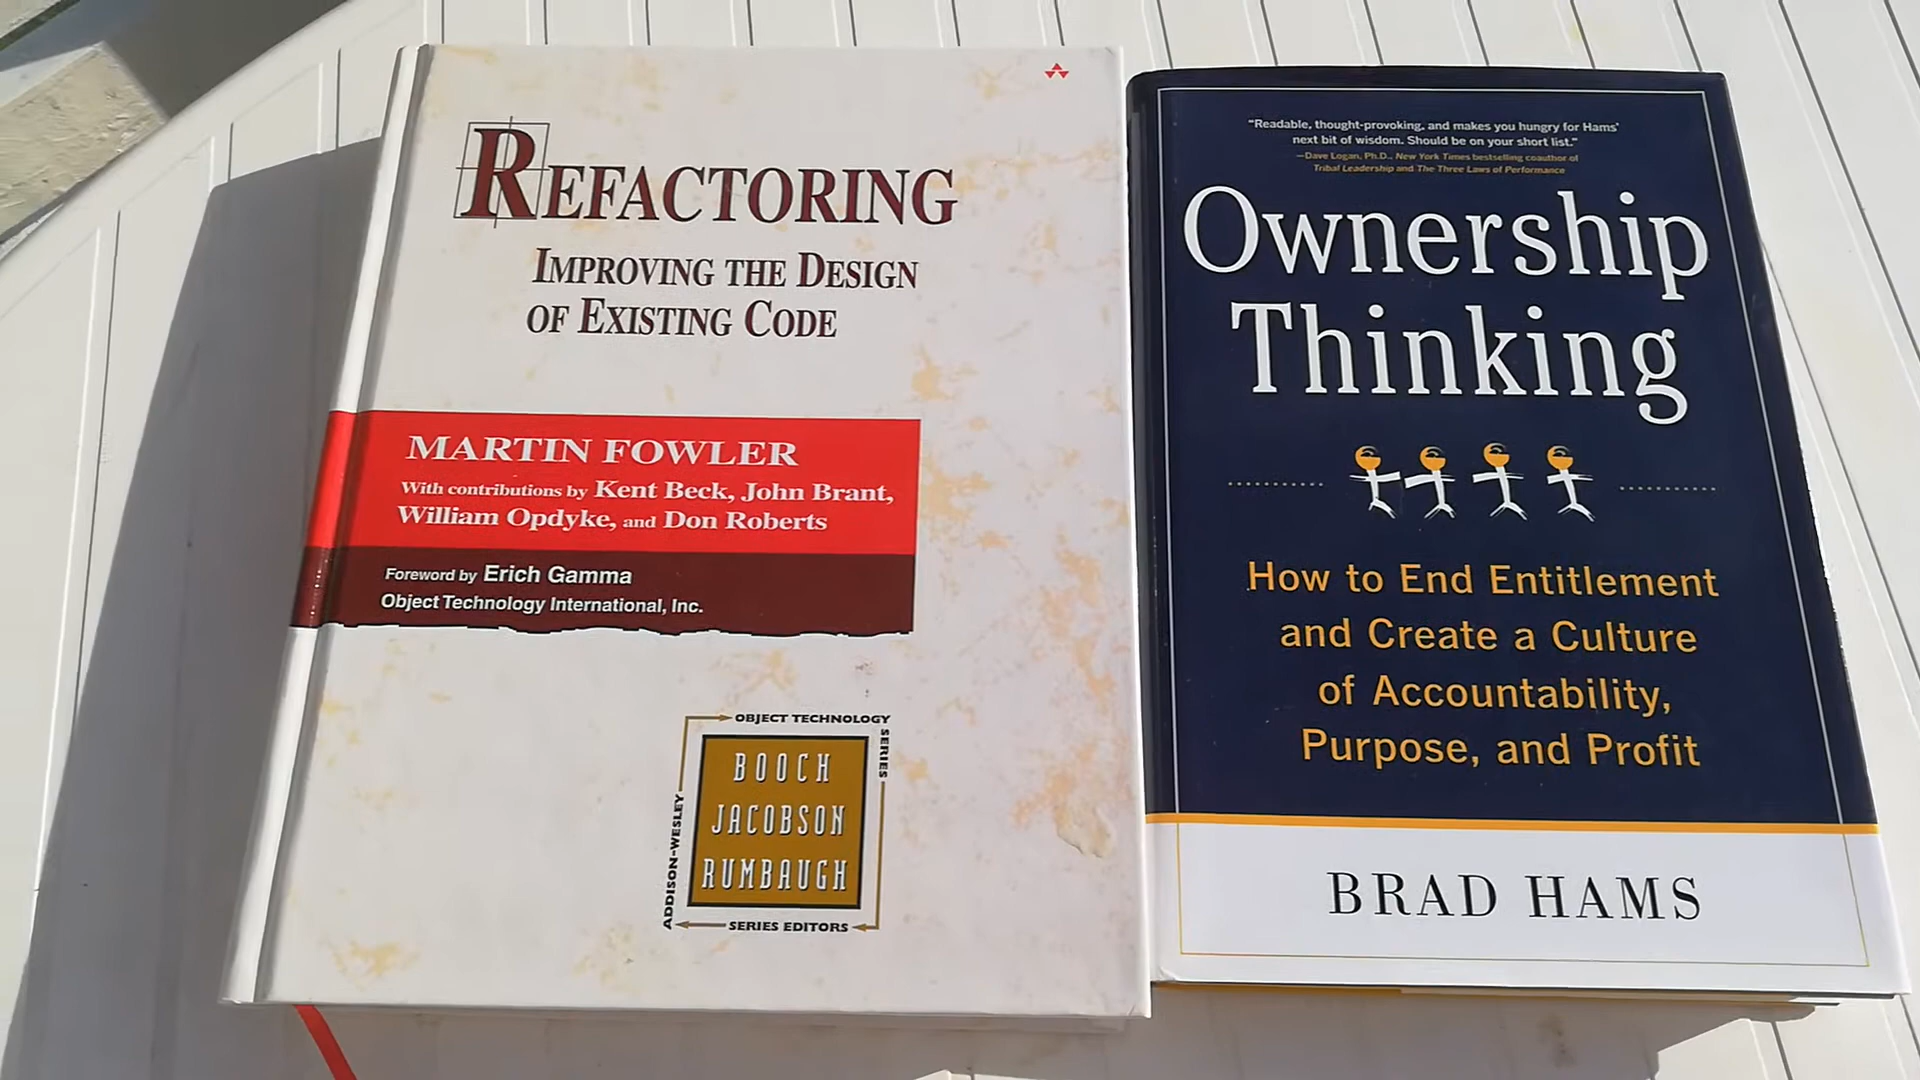 REFACTORING
IMPROVING THE DESIGN
OF EXISTING CODE
MARTIN FOWLER
With contributions by Kent Beck, John Brant,
William Opdyke, and Don Roberts
Foreword by Erich Gamma
Object Technology International, Inc.
OBJECT TECHNOLOGY
SERIES
BOOCH
JACOBSON
RUMBAUGH
ADDISON-WESLEY
SERIES EDITORS
“Readable, thought-provoking, and makes you hungry for Hams’
next bit of wisdom. Should be on your short list.”
—Dave Logan, Ph.D., New York Times bestselling coauthor of
Tribal Leadership and The Three Laws of Performance
Ownership
Thinking
How to End Entitlement
and Create a Culture
of Accountability,
Purpose, and Profit
BRAD HAMS